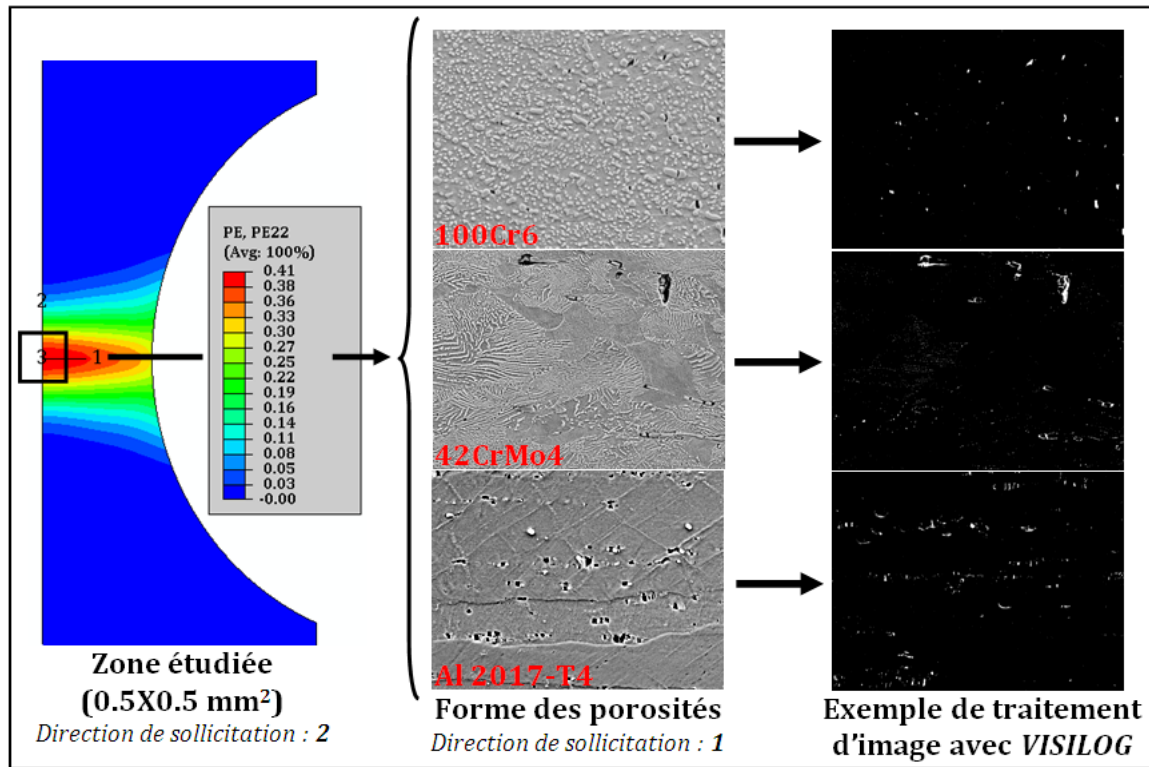 PE, PE22
(Avg: 100%)
0.41
0.38
0.36
0.33
0.30
0.27
0.25
0.22
0.19
0.16
0.14
0.11
0.08
0.05
0.03
-0.00
2
3
1
Zone étudiée
(0.5X0.5 mm²)
Direction de sollicitation : 2
100Cr6
42CrMo4
Al 2017-T4
Forme des porosités
Direction de sollicitation : 1
Exemple de traitement
d'image avec VISILOG